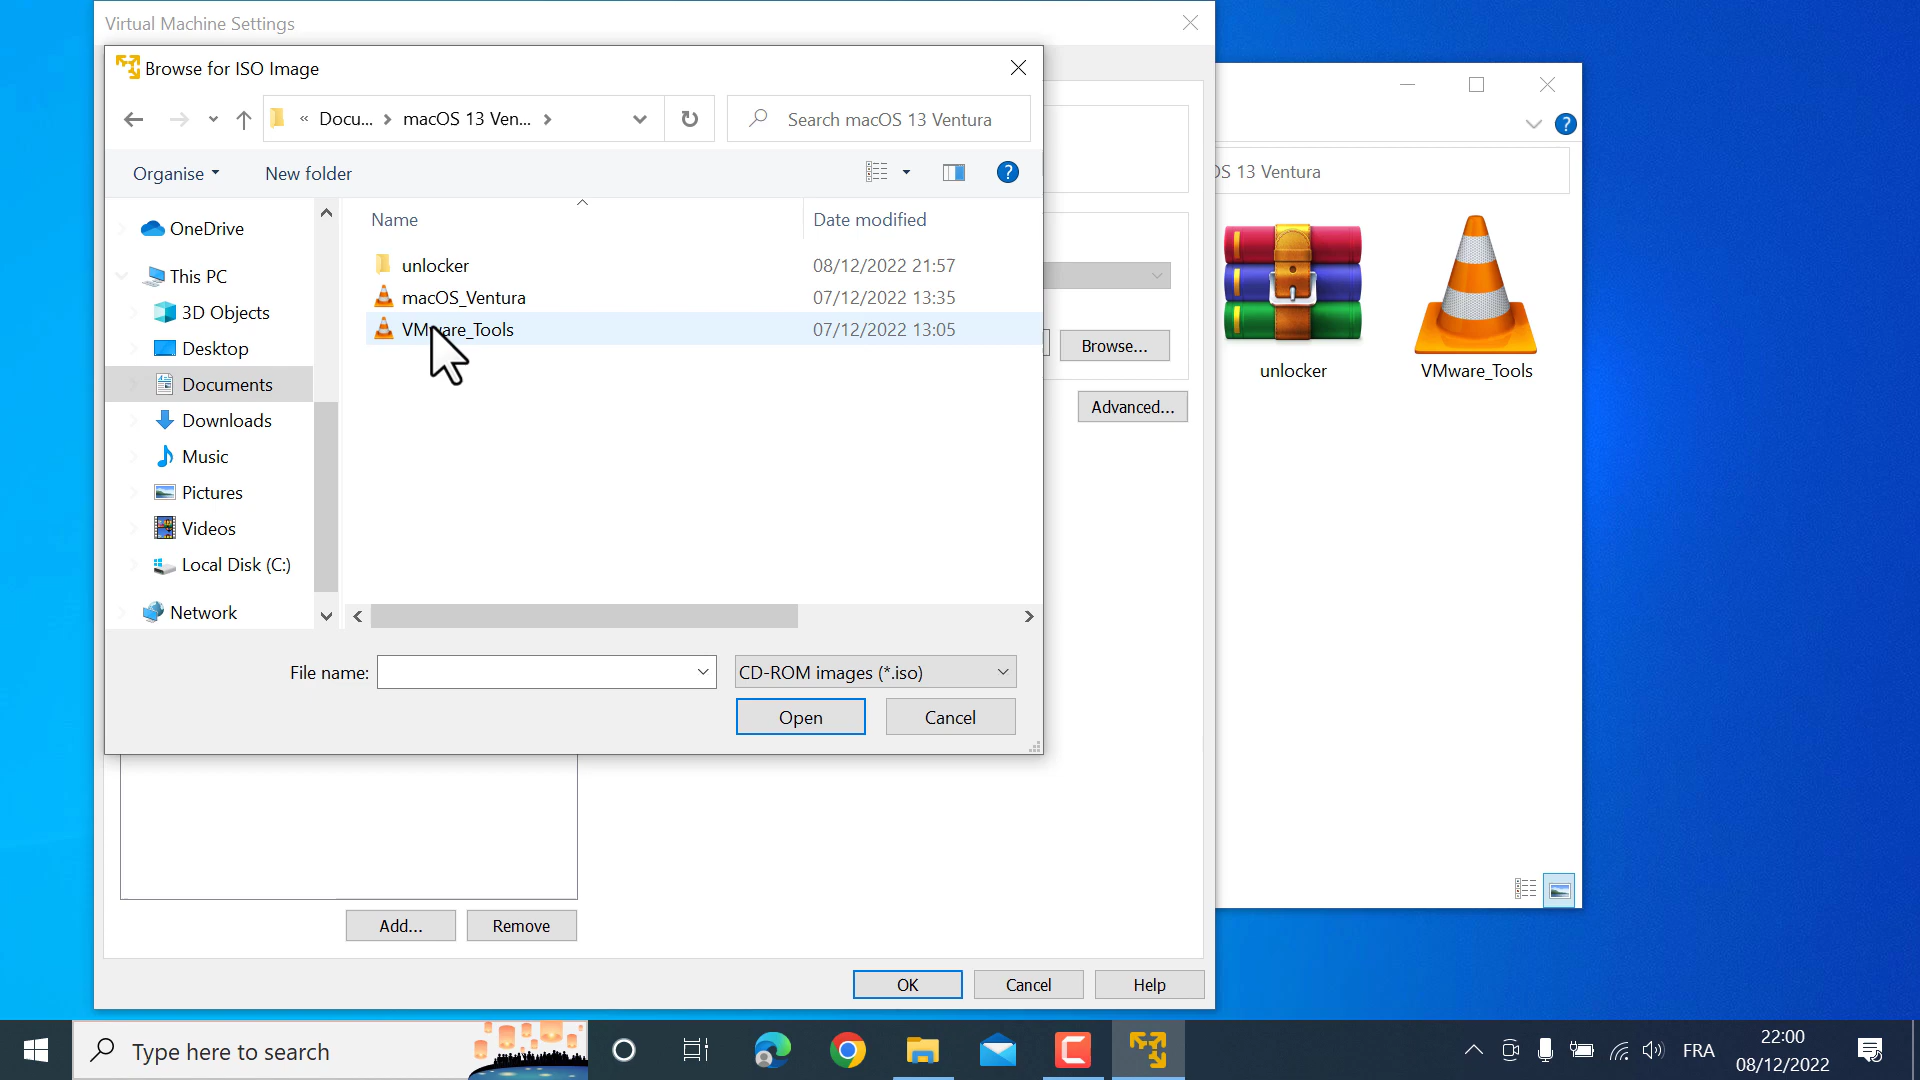 Virtual Machine Settings
Browse for ISO Image
« Docu... > macOS 13 Ven... >
Search macOS 13 Ventura
OS 13 Ventura
Organise
New folder
Name
Date modified
OneDrive
This PC
3D Objects
Desktop
Documents
Downloads
Music
Pictures
Videos
Local Disk (C:)
Network
unlocker 08/12/2022 21:57
macOS_Ventura 07/12/2022 13:35
VMware_Tools 07/12/2022 13:05
Browse...
Advanced...
unlocker
VMware_Tools
File name:
CD-ROM images (*.iso)
Open
Cancel
Add...
Remove
OK
Cancel
Help
Type here to search
FRA
22:00
08/12/2022